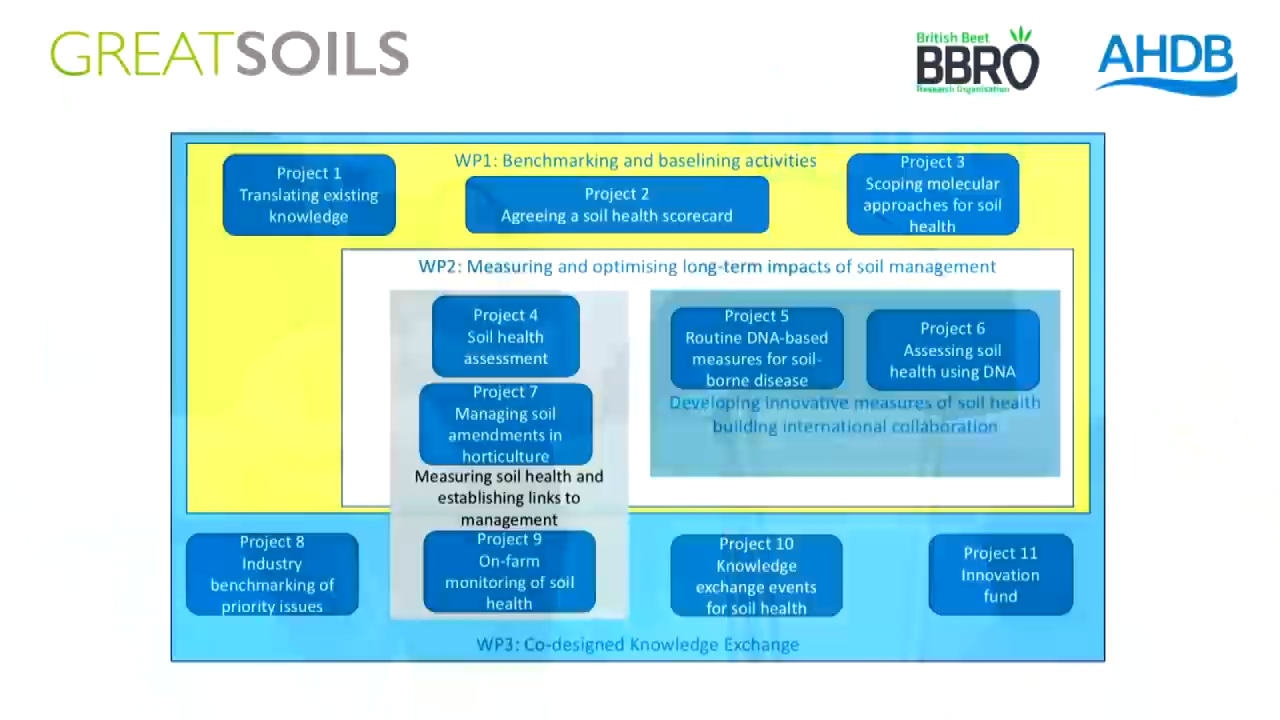 GREATSOILS
British Beet
BBRO
Research Organisation
AHDB
WP1: Benchmarking and baselining activities
Project 1
Translating existing
knowledge
Project 2
Agreeing a soil health scorecard
Project 3
Scoping molecular
approaches for soil
health
WP2: Measuring and optimising long-term impacts of soil management
Project 4
Soil health
assessment
Project 5
Routine DNA-based
measures for soil-
borne disease
Project 6
Assessing soil
health using DNA
Developing innovative measures of soil health
building international collaboration
Project 7
Managing soil
amendments in
horticulture
Measuring soil health and
establishing links to
management
Project 8
Industry
benchmarking of
priority issues
Project 9
On-farm
monitoring of soil
health
Project 10
Knowledge
exchange events
for soil health
Project 11
Innovation
fund
WP3: Co-designed Knowledge Exchange